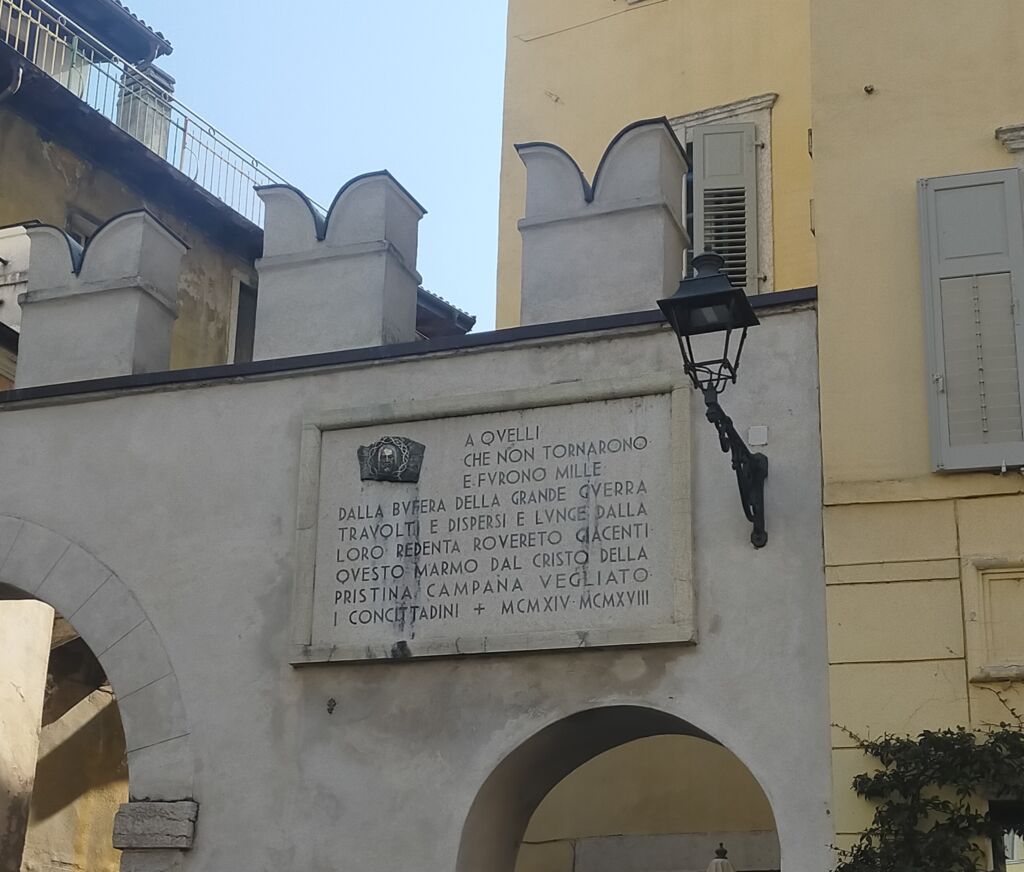 A QVELLI
CHE NON TORNARONO
E FVRONO MILLE
DALLA BVFERA DELLA GRANDE GVERRA
TRAVOLTI E DISPERSI E LVNGE DALLA
LORO REDENTA ROVERETO GIACENTI·
QVESTO MARMO DAL CRISTO DELLA
PRISTINA CAMPANA VEGLIATO·
I CONCITTADINI + MCMXIV·MCMXVIII